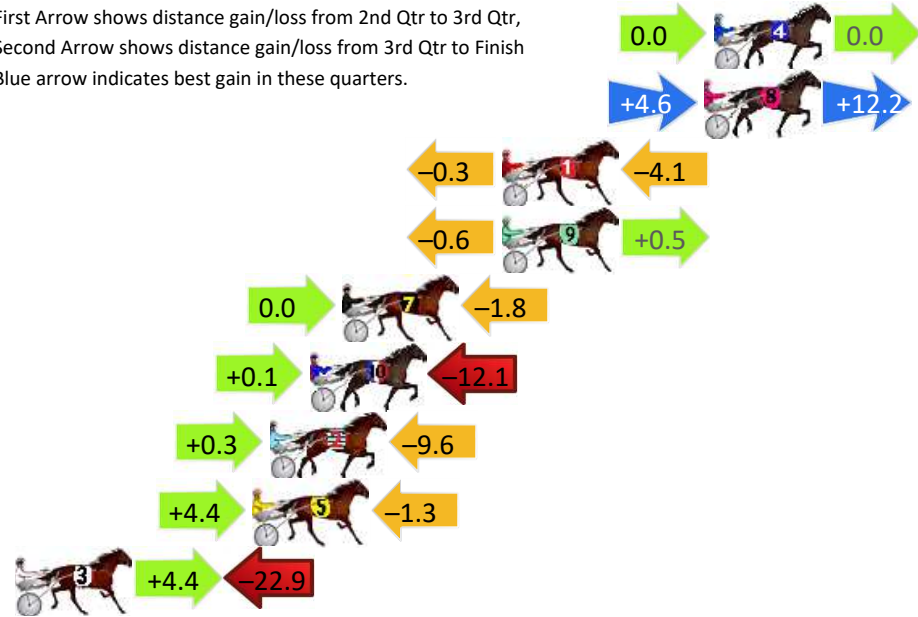 First Arrow shows distance gain/loss from 2nd Qtr to 3rd Qtr,
Second Arrow shows distance gain/loss from 3rd Qtr to Finish
Blue arrow indicates best gain in these quarters.
0.0 4 0.0
+4.6 8 +12.2
–0.3 1 –4.1
–0.6 9 +0.5
0.0 7 –1.8
+0.1 10 –12.1
+0.3 2 –9.6
+4.4 5 –1.3
3 +4.4 –22.9